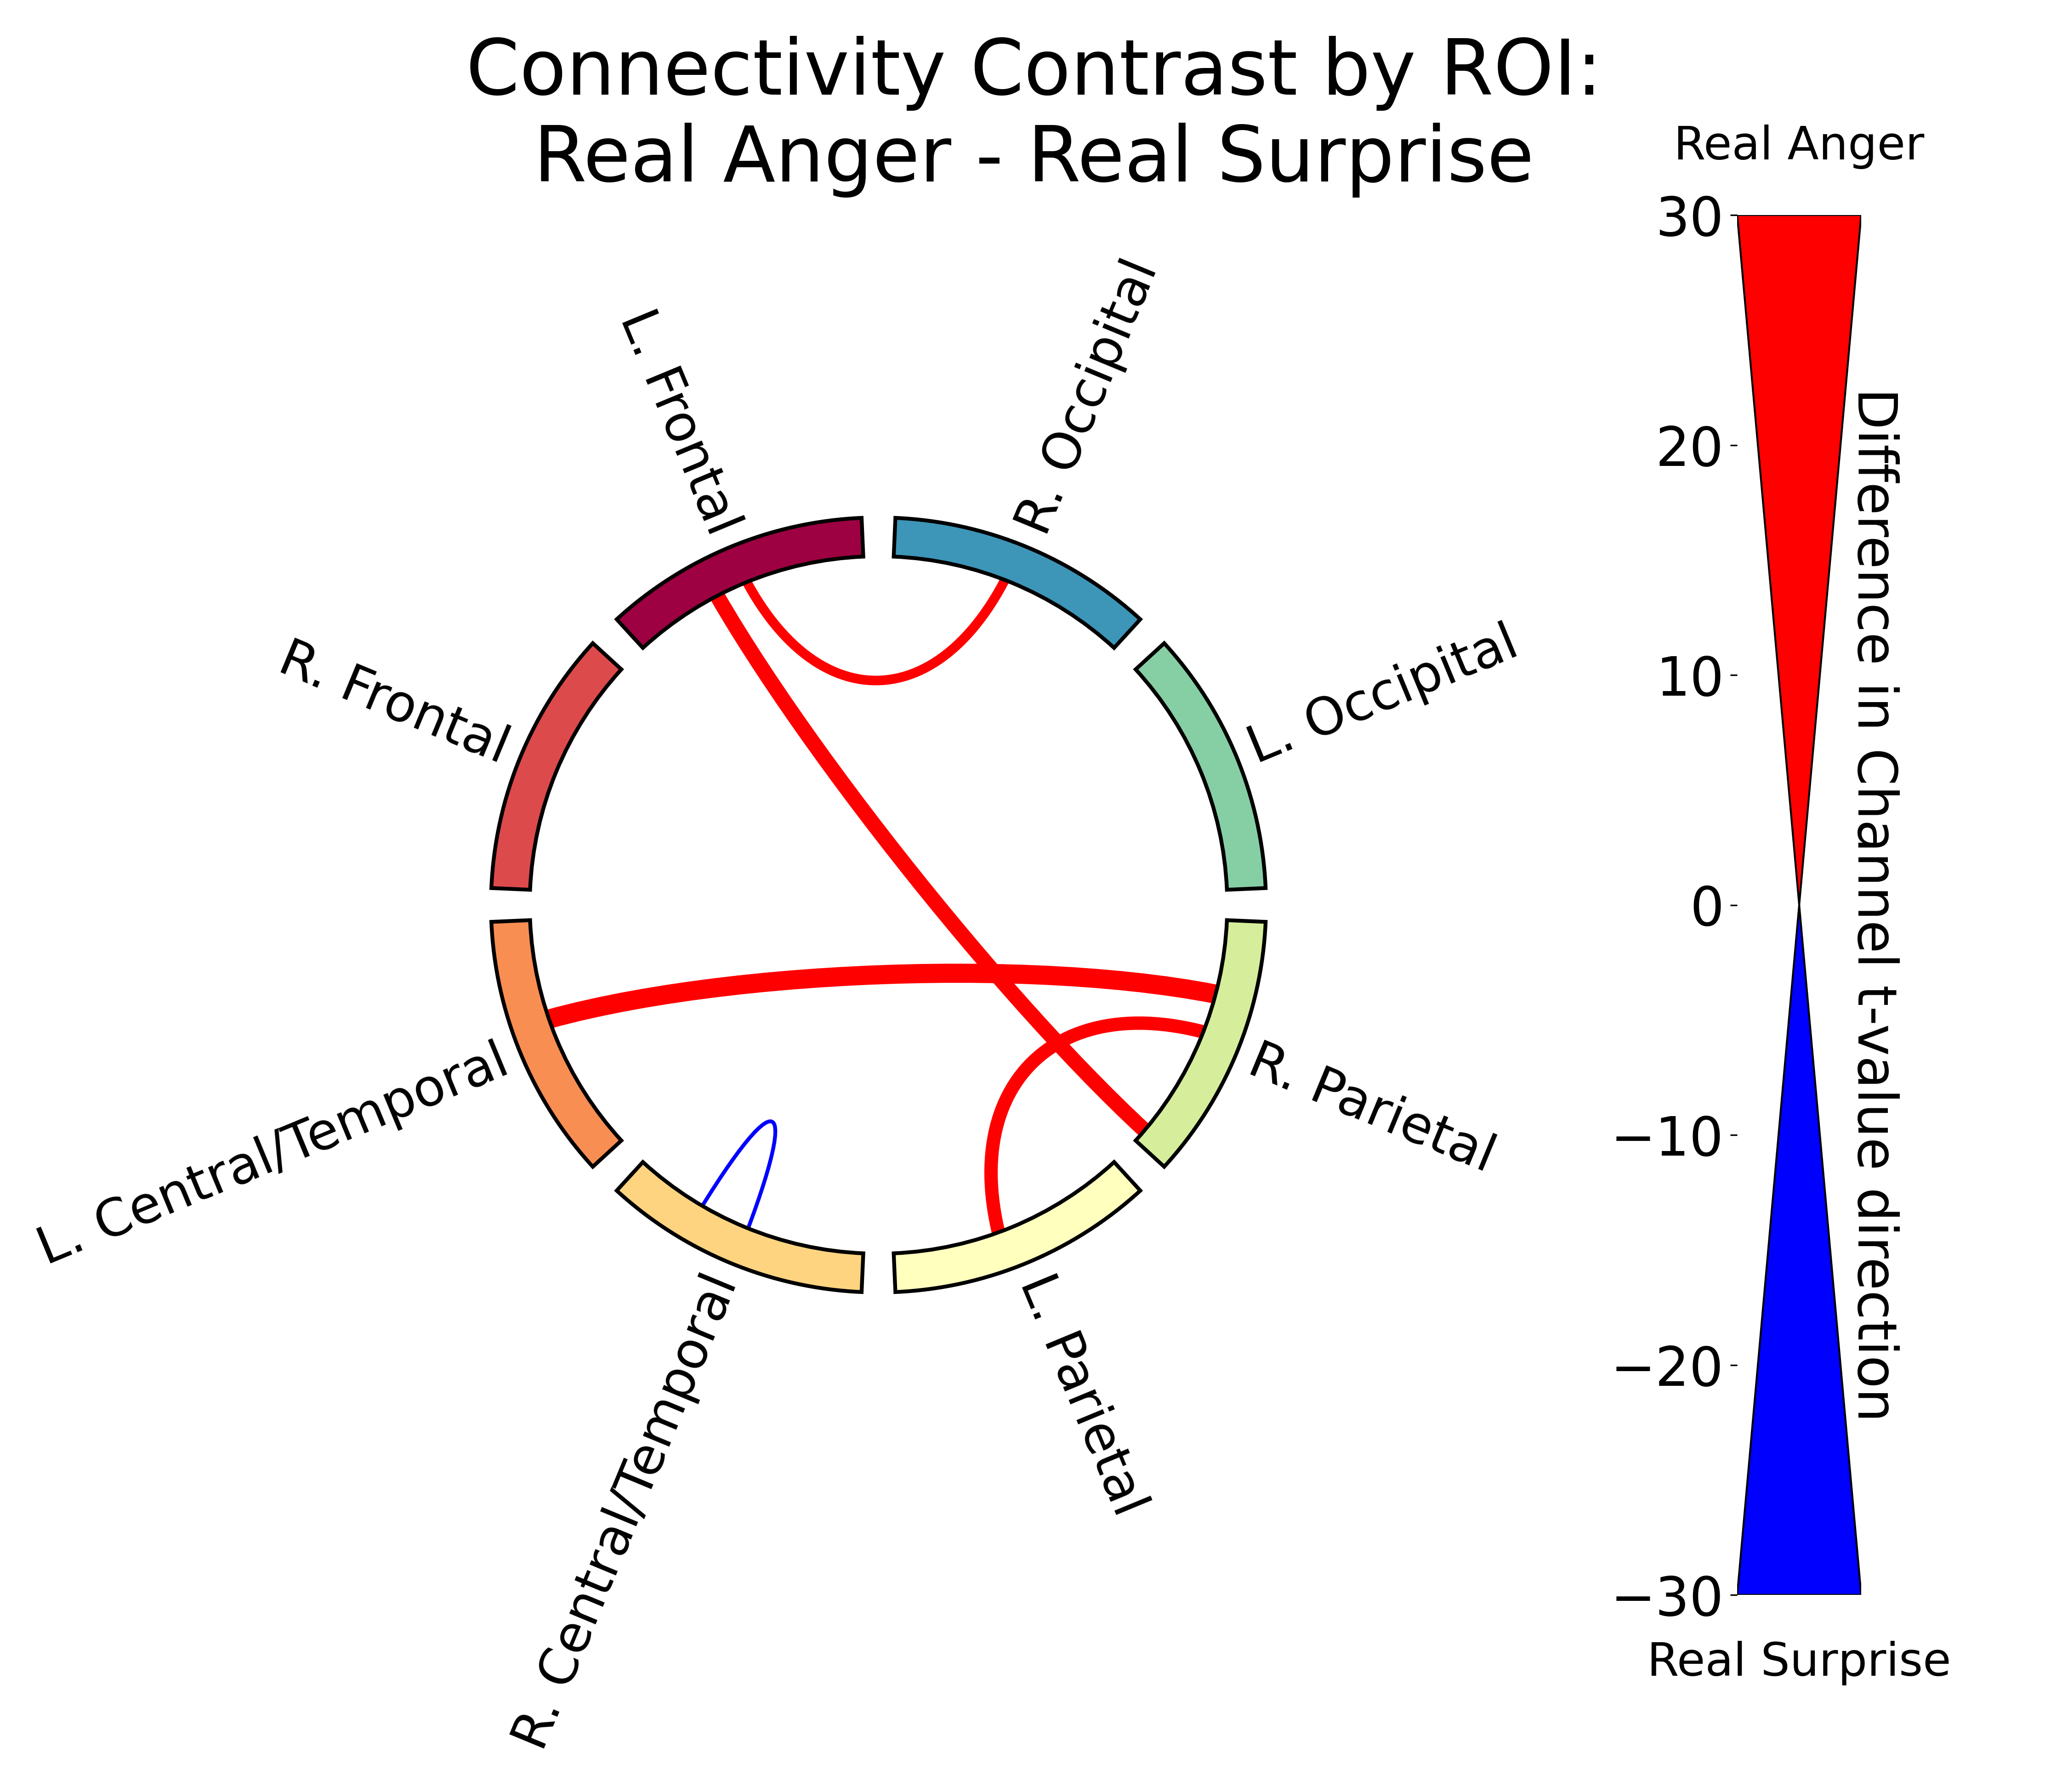 Connectivity Contrast by ROI:
Real Anger - Real Surprise
Real Anger
30
20
10
0
−10
−20
−30
Real Surprise
Difference in Channel t-value direction
L. Frontal
R. Occipital
R. Frontal
L. Occipital
L. Central/Temporal
R. Parietal
R. Central/Temporal
L. Parietal